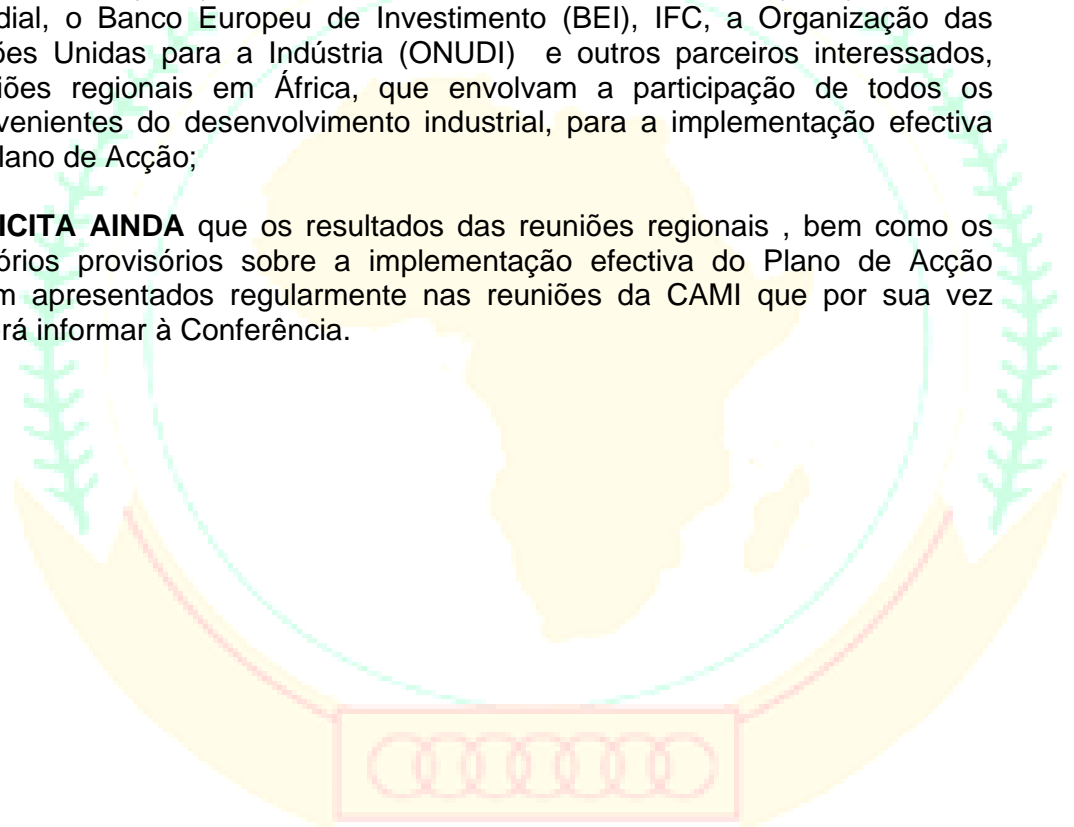 dial, o Banco Europeu de Investimento (BEI), IFC, a Organização das
ões Unidas para a Indústria (ONUDI) e outros parceiros interessados,
iões regionais em África, que envolvam a participação de todos os
venientes do desenvolvimento industrial, para a implementação efectiva
lano de Acção;
ICITA AINDA que os resultados das reuniões regionais , bem como os
órios provisórios sobre a implementação efectiva do Plano de Acção
m apresentados regularmente nas reuniões da CAMI que por sua vez
rá informar à Conferência.